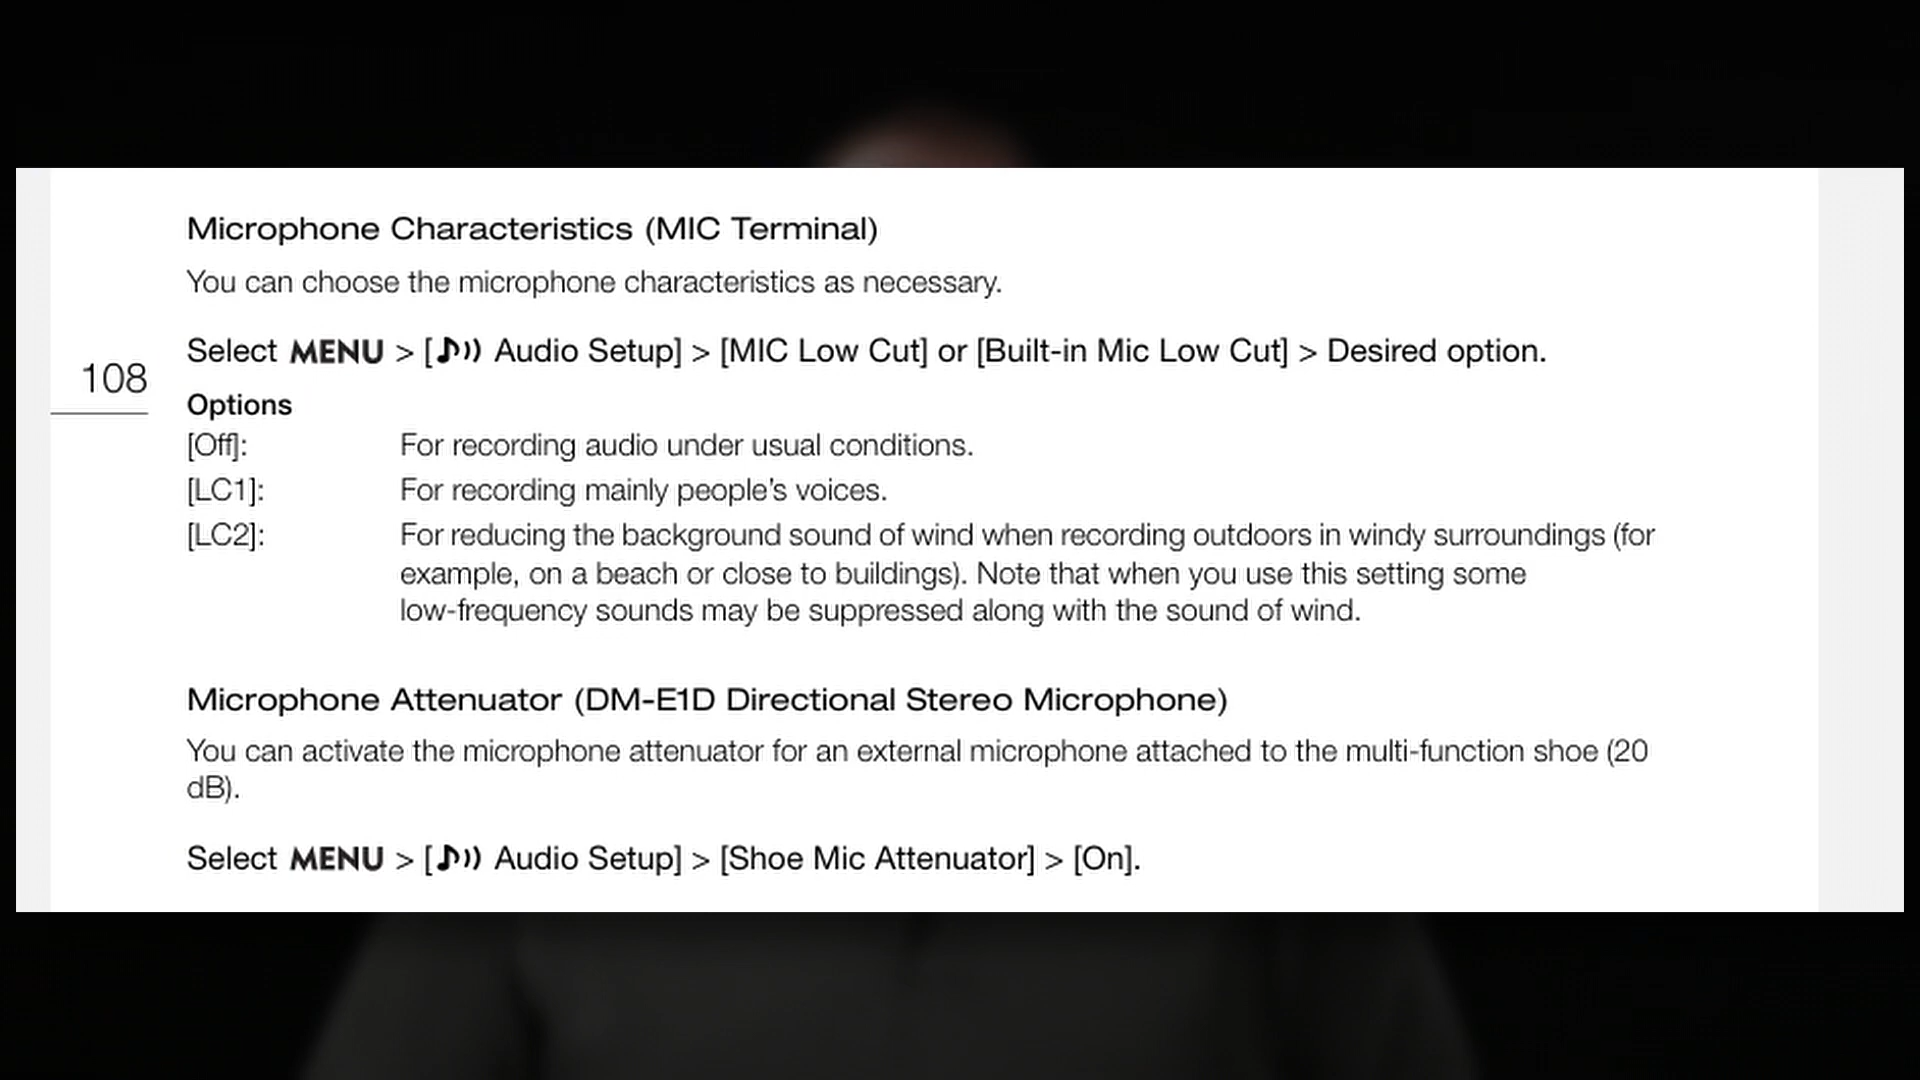 Microphone Characteristics (MIC Terminal)
You can choose the microphone characteristics as necessary.
Select MENU > [♪)) Audio Setup] > [MIC Low Cut] or [Built-in Mic Low Cut] > Desired option.
108
Options
[Off]: For recording audio under usual conditions.
[LC1]: For recording mainly people's voices.
[LC2]: For reducing the background sound of wind when recording outdoors in windy surroundings (for
example, on a beach or close to buildings). Note that when you use this setting some
low-frequency sounds may be suppressed along with the sound of wind.
Microphone Attenuator (DM-E1D Directional Stereo Microphone)
You can activate the microphone attenuator for an external microphone attached to the multi-function shoe (20
dB).
Select MENU > [♪)) Audio Setup] > [Shoe Mic Attenuator] > [On].